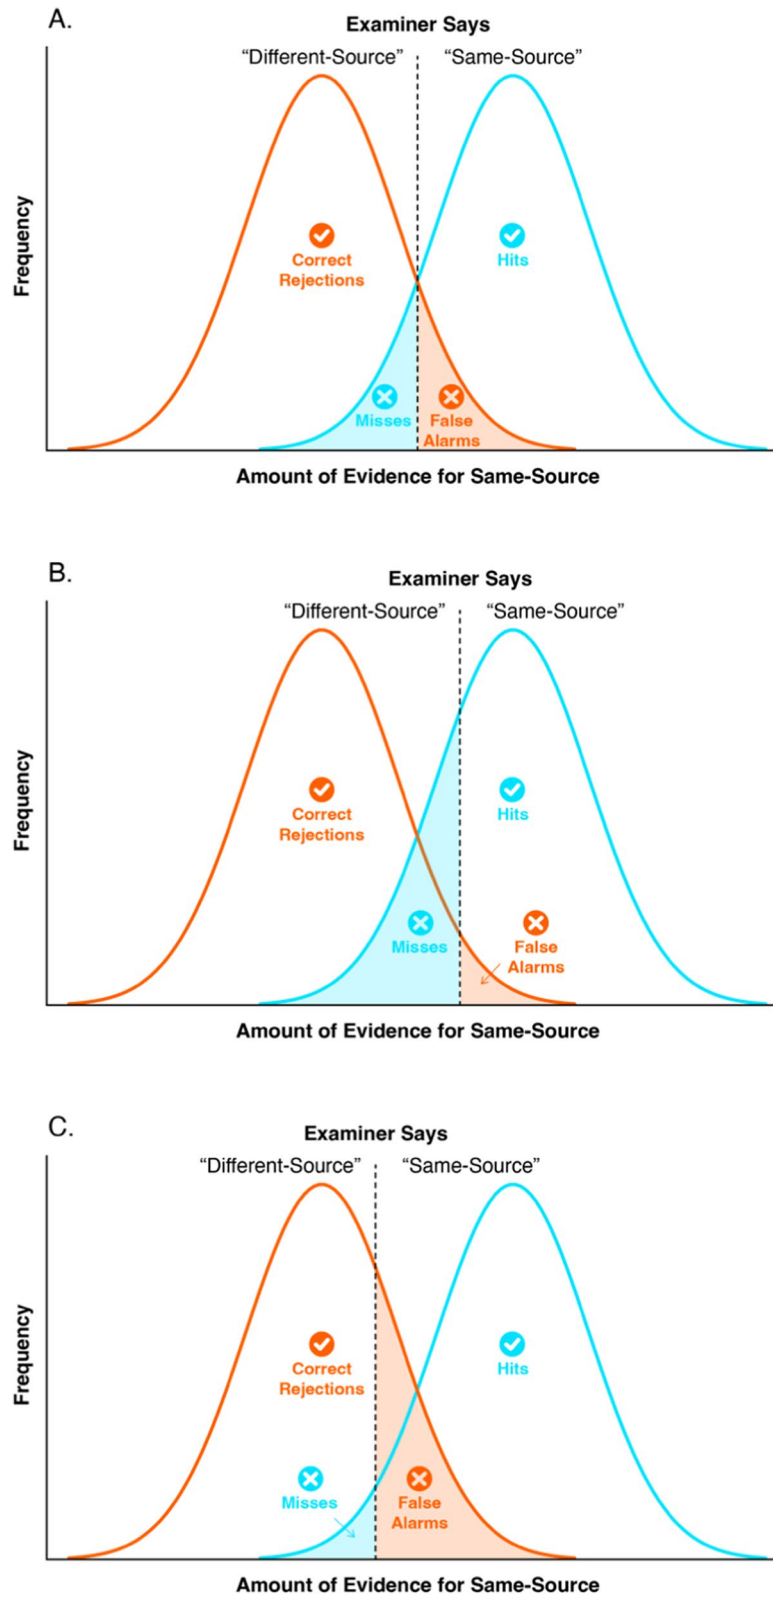 A.
Examiner Says
“Different-Source” “Same-Source”
Frequency
Correct
Rejections
Hits
Misses
False
Alarms
Amount of Evidence for Same-Source
B.
Examiner Says
“Different-Source” “Same-Source”
Frequency
Correct
Rejections
Hits
Misses
False
Alarms
Amount of Evidence for Same-Source
C.
Examiner Says
“Different-Source” “Same-Source”
Frequency
Correct
Rejections
Hits
Misses
False
Alarms
Amount of Evidence for Same-Source